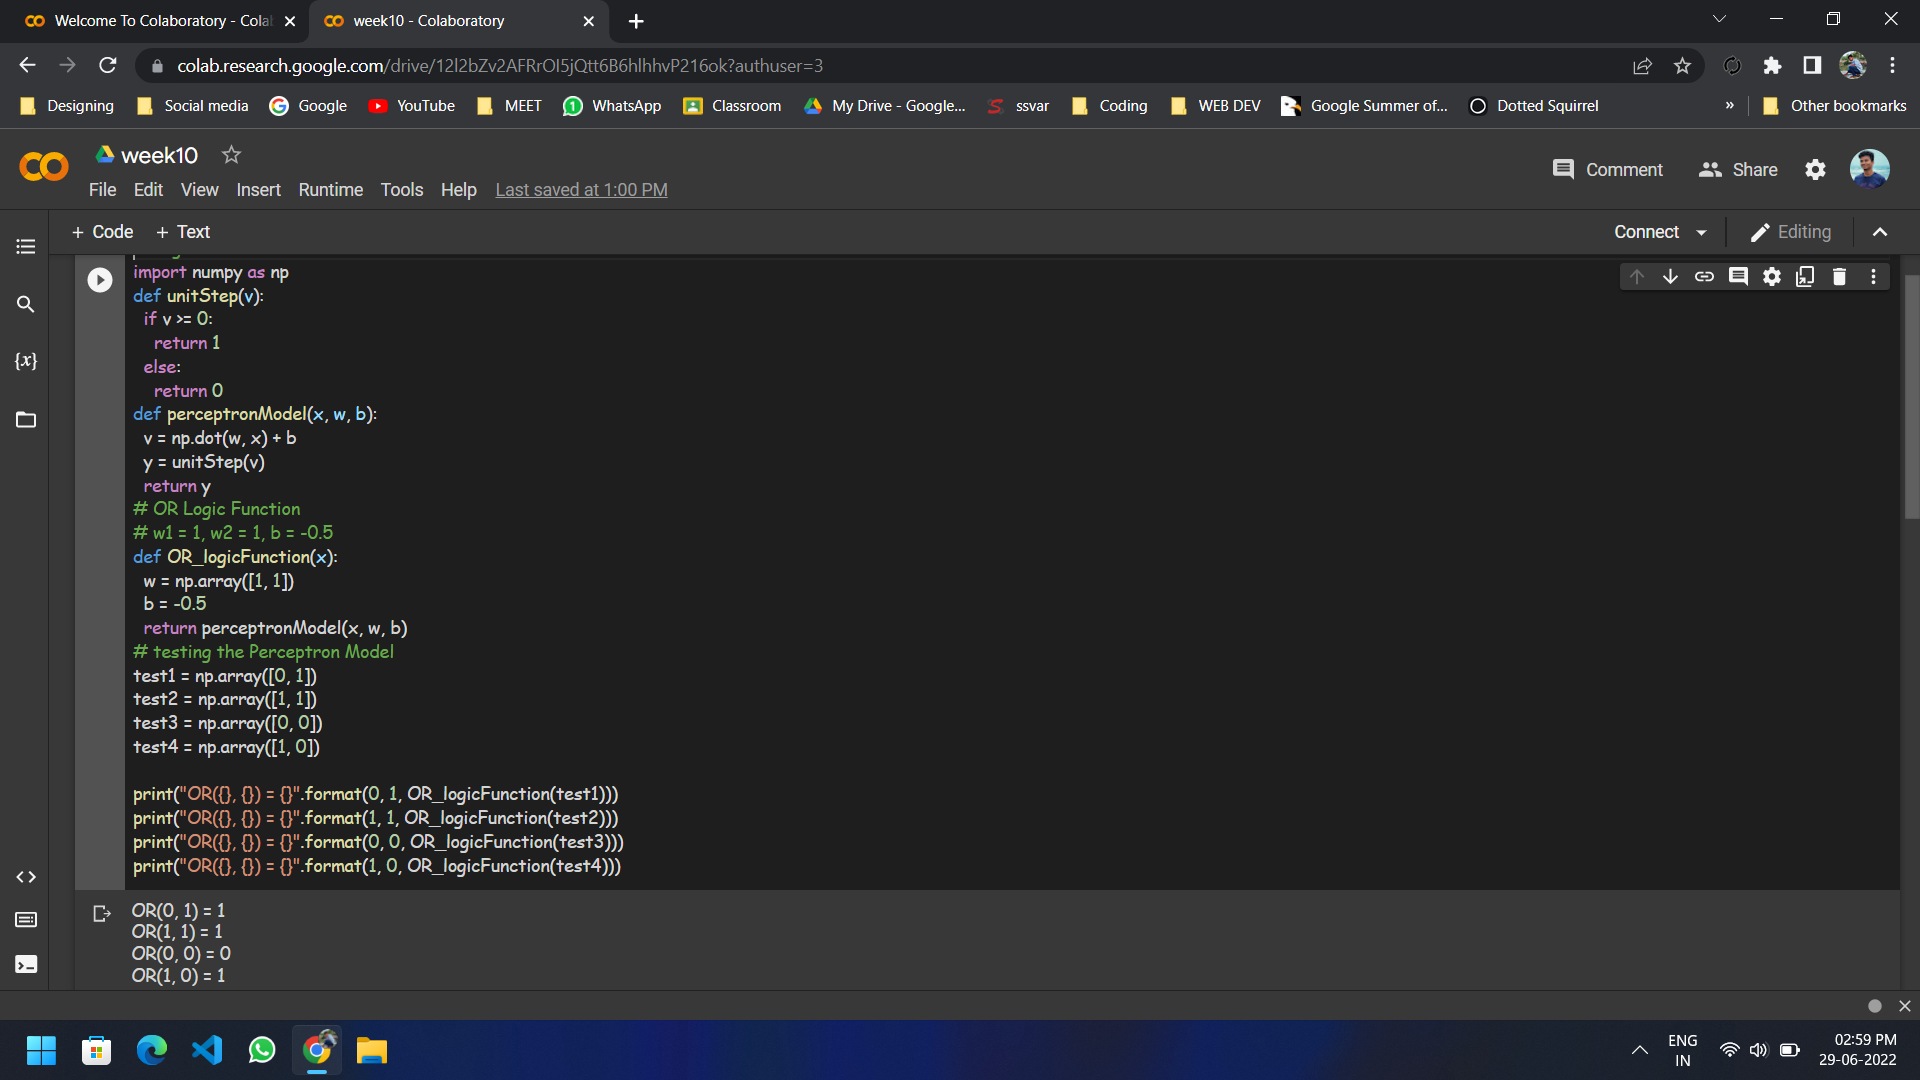 Welcome To Colaboratory - Cola
week10 - Colaboratory
colab.research.google.com/drive/12l2bZv2AFRrOI5jQtt6B6hlhhvP216ok?authuser=3
Designing Social media Google YouTube MEET WhatsApp Classroom My Drive - Google... ssvar Coding WEB DEV Google Summer of... Dotted Squirrel » Other bookmarks
week10
Comment Share
File Edit View Insert Runtime Tools Help Last saved at 1:00 PM
+ Code + Text Connect Editing
import numpy as np
def unitStep(v):
  if v >= 0:
    return 1
  else:
    return 0
def perceptronModel(x, w, b):
  v = np.dot(w, x) + b
  y = unitStep(v)
  return y
# OR Logic Function
# w1 = 1, w2 = 1, b = -0.5
def OR_logicFunction(x):
  w = np.array([1, 1])
  b = -0.5
  return perceptronModel(x, w, b)
# testing the Perceptron Model
test1 = np.array([0, 1])
test2 = np.array([1, 1])
test3 = np.array([0, 0])
test4 = np.array([1, 0])
print("OR({}, {}) = {}".format(0, 1, OR_logicFunction(test1)))
print("OR({}, {}) = {}".format(1, 1, OR_logicFunction(test2)))
print("OR({}, {}) = {}".format(0, 0, OR_logicFunction(test3)))
print("OR({}, {}) = {}".format(1, 0, OR_logicFunction(test4)))
OR(0, 1) = 1
OR(1, 1) = 1
OR(0, 0) = 0
OR(1, 0) = 1
ENG
IN
02:59 PM
29-06-2022